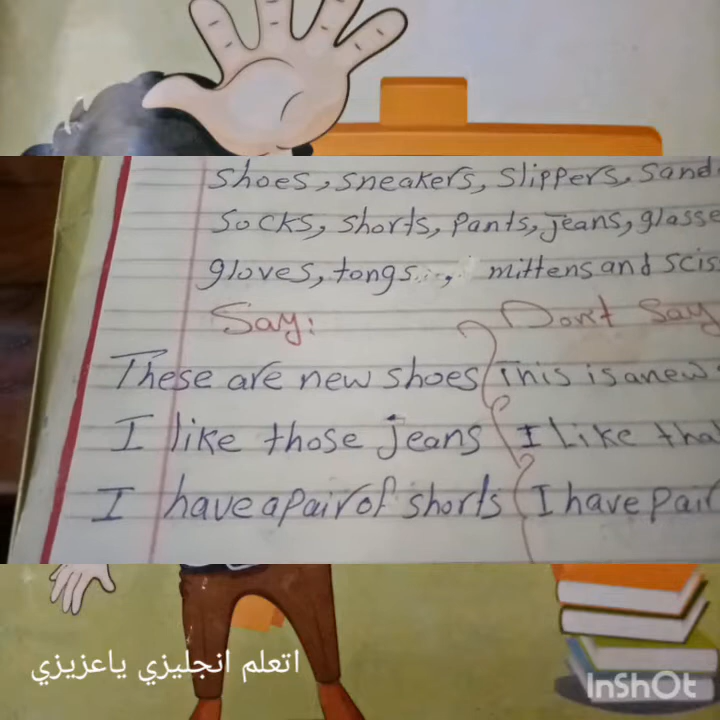 shoes, sneakers, slippers, sand
socks, shorts, pants, jeans, glasse
gloves, tongs..., mittens and scis
Say: Don't Say
These are new shoes This is a new
I like those jeans I Like tha
I have a pair of shorts I have pair
اتعلم انجليزي ياعزيزي
InShOt